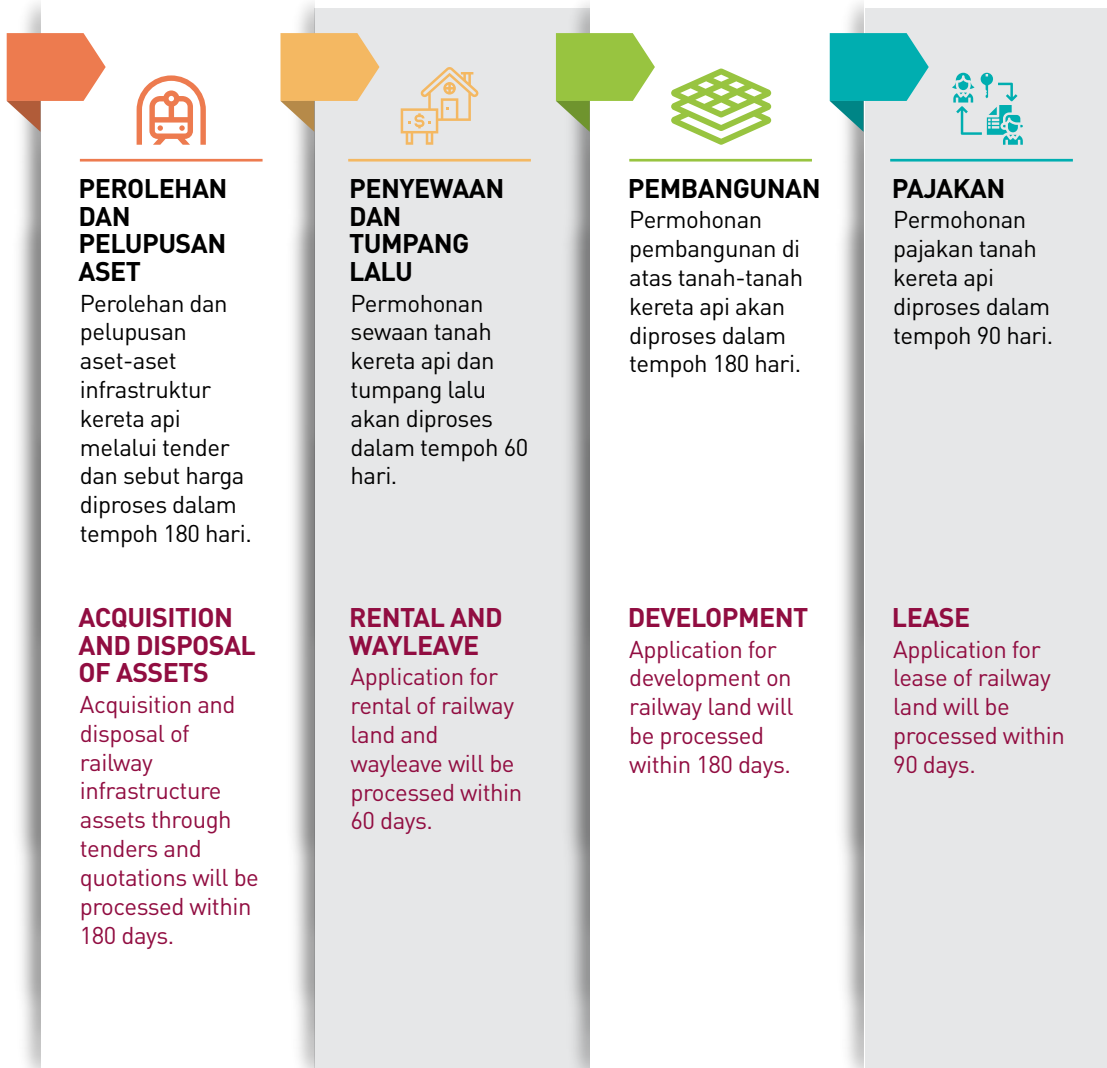 PEROLEHAN
DAN
PELUPUSAN
ASET
Perolehan dan
pelupusan
aset-aset
infrastruktur
kereta api
melalui tender
dan sebut harga
diproses dalam
tempoh 180 hari.
ACQUISITION
AND DISPOSAL
OF ASSETS
Acquisition and
disposal of
railway
infrastructure
assets through
tenders and
quotations will be
processed within
180 days.
$
PENYEWAAN
DAN
TUMPANG
LALU
Permohonan
sewaan tanah
kereta api dan
tumpang lalu
akan diproses
dalam tempoh 60
hari.
RENTAL AND
WAYLEAVE
Application for
rental of railway
land and
wayleave will be
processed within
60 days.
PEMBANGUNAN
Permohonan
pembangunan di
atas tanah-tanah
kereta api akan
diproses dalam
tempoh 180 hari.
DEVELOPMENT
Application for
development on
railway land will
be processed
within 180 days.
PAJAKAN
Permohonan
pajakan tanah
kereta api
diproses dalam
tempoh 90 hari.
LEASE
Application for
lease of railway
land will be
processed within
90 days.